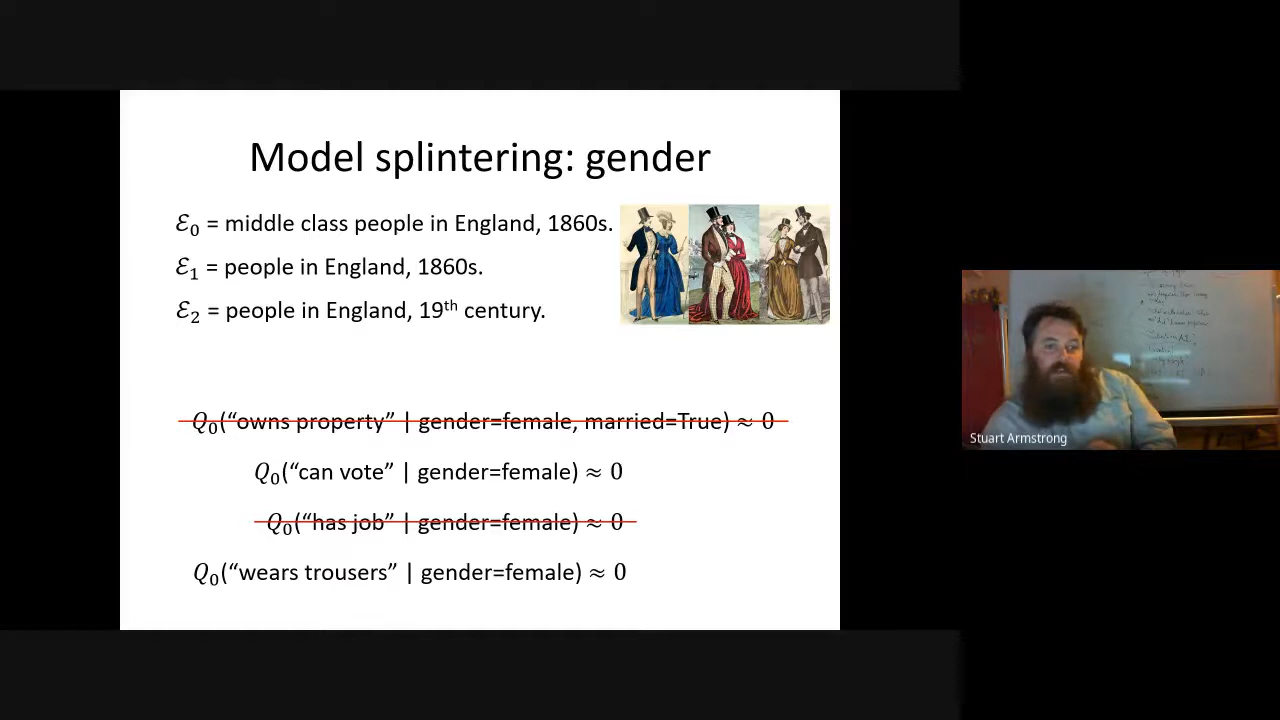 Model splintering: gender
ℰ₀ = middle class people in England, 1860s.
ℰ₁ = people in England, 1860s.
ℰ₂ = people in England, 19ᵗʰ century.
Q₀(“owns property” | gender=female, married=True) ≈ 0
Q₀(“can vote” | gender=female) ≈ 0
Q₀(“has job” | gender=female) ≈ 0
Q₀(“wears trousers” | gender=female) ≈ 0
Stuart Armstrong